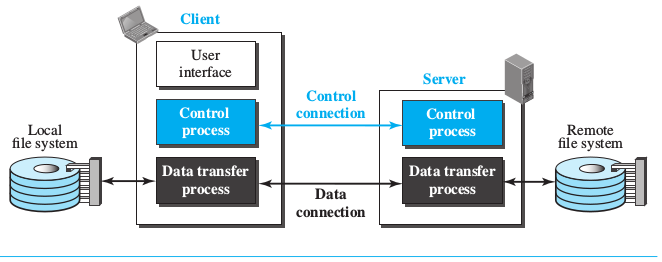 Client
User
interface
Server
Control
process
Control
connection
Control
process
Local
file system
Remote
file system
Data transfer
process
Data transfer
process
Data
connection